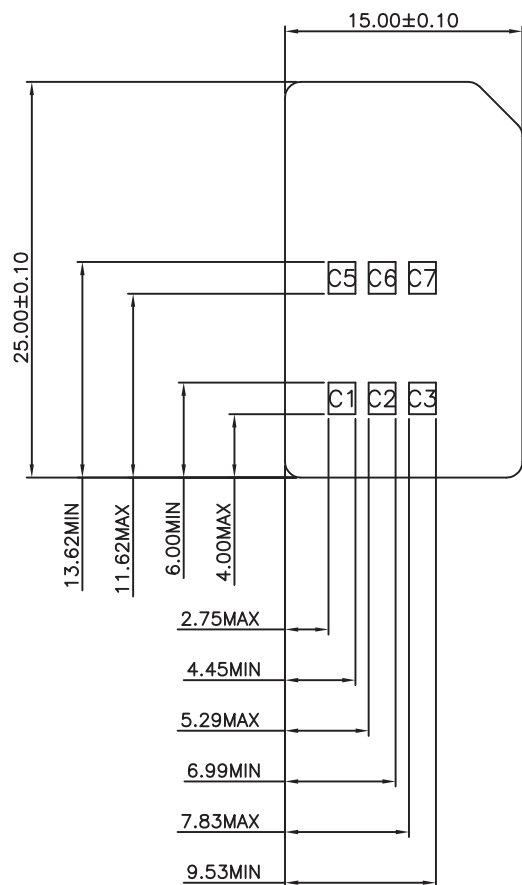 15.00±0.10
25.00±0.10
C5 C6 C7
C1 C2 C3
13.62MIN
11.62MAX
6.00MIN
4.00MAX
2.75MAX
4.45MIN
5.29MAX
6.99MIN
7.83MAX
9.53MIN